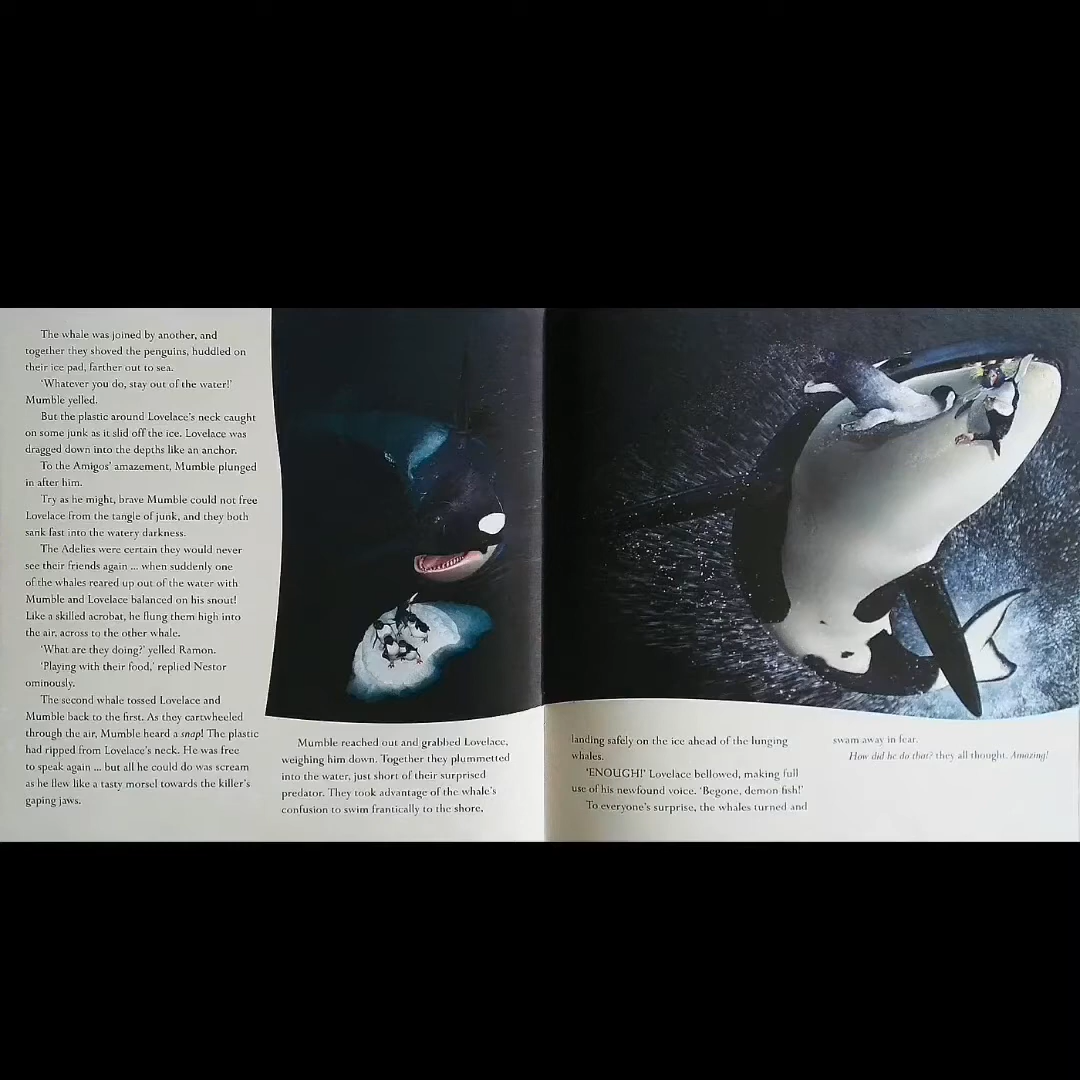 The whale was joined by another, and
together they shoved the penguins, huddled on
their ice pad, farther out to sea.
'Whatever you do, stay out of the water!'
Mumble yelled.
But the plastic around Lovelace's neck caught
on some junk as it slid off the ice. Lovelace was
dragged down into the depths like an anchor.
To the Amigos' amazement, Mumble plunged
in after him.
Try as he might, brave Mumble could not free
Lovelace from the tangle of junk, and they both
sank fast into the watery darkness.
The Adelies were certain they would never
see their friends again ... when suddenly one
of the whales reared up out of the water with
Mumble and Lovelace balanced on his snout!
Like a skilled acrobat, he flung them high into
the air, across to the other whale.
'What are they doing?' yelled Ramon.
'Playing with their food,' replied Nestor
ominously.
The second whale tossed Lovelace and
Mumble back to the first. As they cartwheeled
through the air, Mumble heard a snap! The plastic
had ripped from Lovelace's neck. He was free
to speak again ... but all he could do was scream
as he flew like a tasty morsel towards the killer's
gaping jaws.
Mumble reached out and grabbed Lovelace,
weighing him down. Together they plummetted
into the water, just short of their surprised
predator. They took advantage of the whale's
confusion to swim frantically to the shore,
landing safely on the ice ahead of the lunging
whales.
'ENOUGH!' Lovelace bellowed, making full
use of his newfound voice. 'Begone, demon fish!'
To everyone's surprise, the whales turned and
swam away in fear.
How did he do that? they all thought. Amazing!